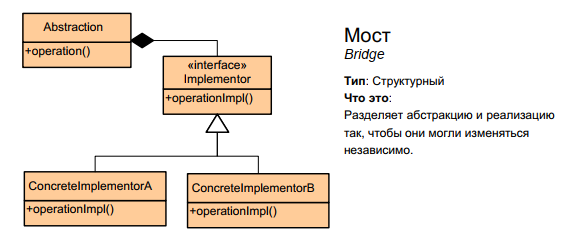 Abstraction
+operation()
«interface»
Implementor
+operationImpl()
ConcreteImplementorA
+operationImpl()
ConcreteImplementorB
+operationImpl()
Мост
Bridge
Тип: Структурный
Что это:
Разделяет абстракцию и реализацию
так, чтобы они могли изменяться
независимо.